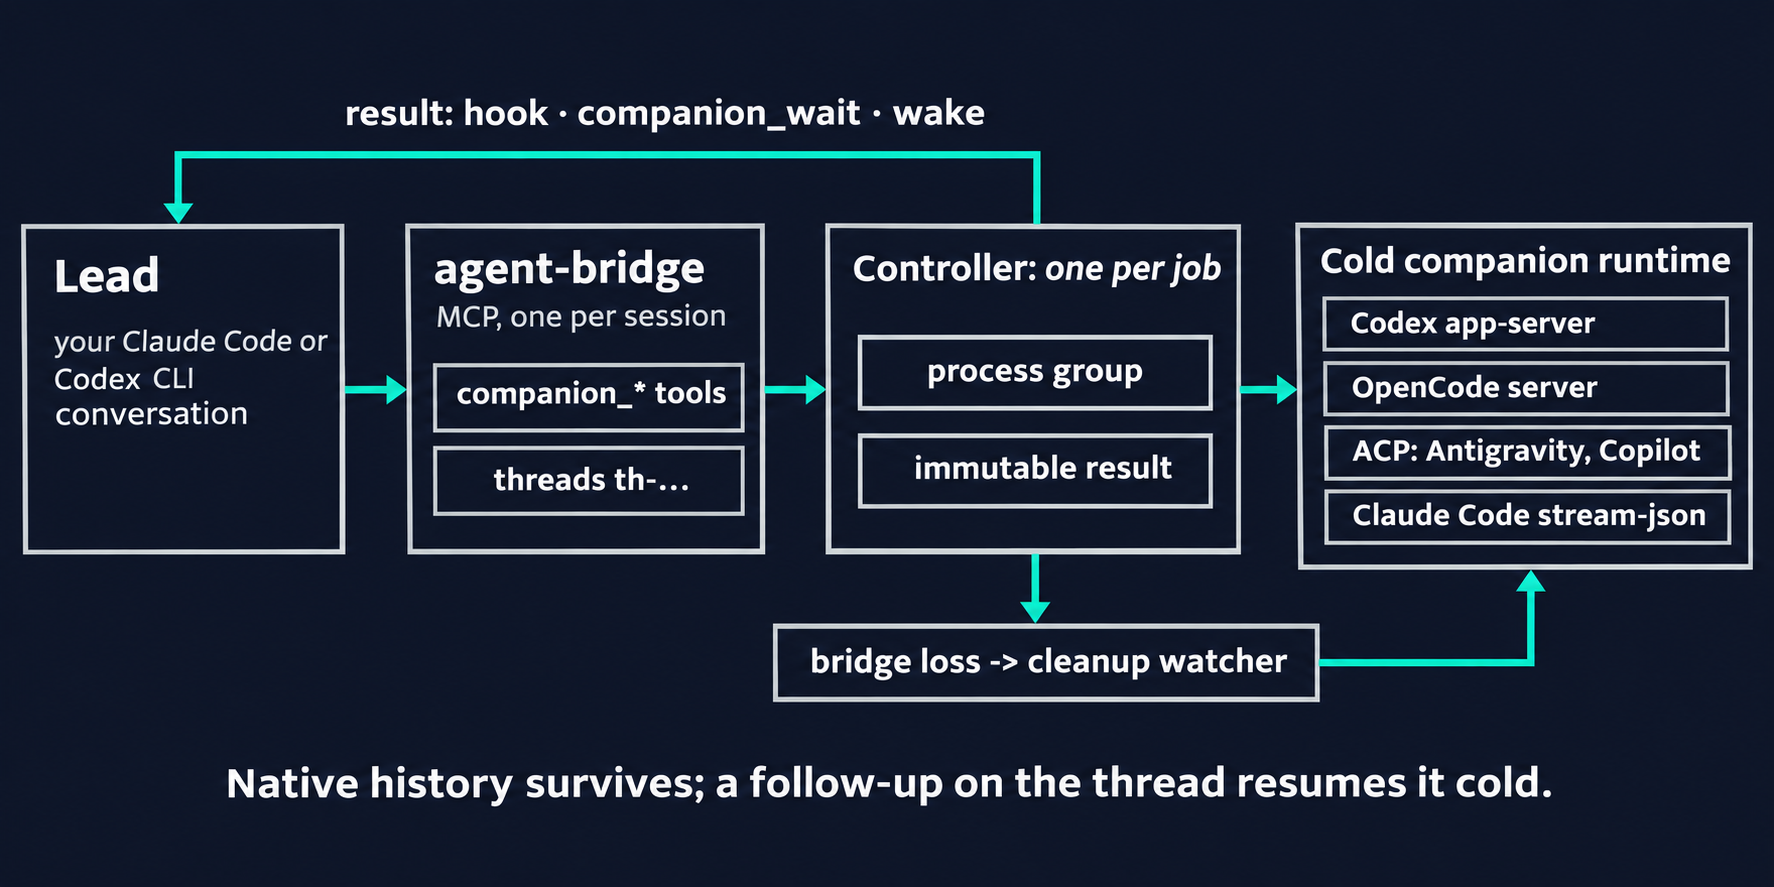 result: hook · companion_wait · wake
Lead
your Claude Code or
Codex CLI
conversation
agent-bridge
MCP, one per session
companion_* tools
threads th-...
Controller: one per job
process group
immutable result
Cold companion runtime
Codex app-server
OpenCode server
ACP: Antigravity, Copilot
Claude Code stream-json
bridge loss -> cleanup watcher
Native history survives; a follow-up on the thread resumes it cold.